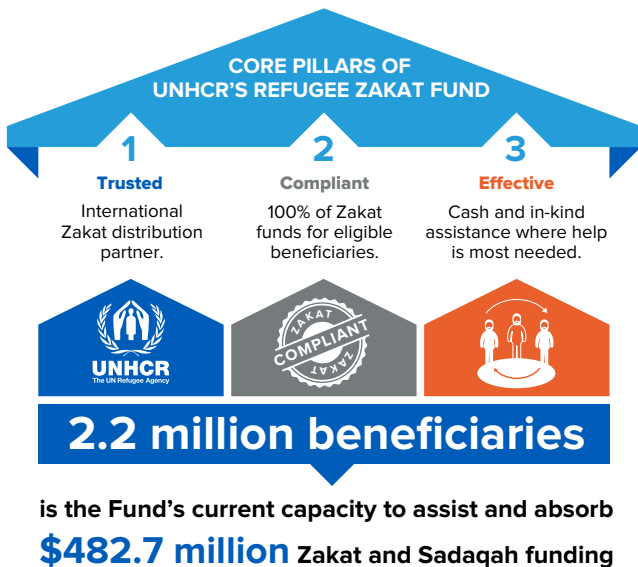 CORE PILLARS OF
UNHCR'S REFUGEE ZAKAT FUND
1
Trusted
International
Zakat distribution
partner.
2
Compliant
100% of Zakat
funds for eligible
beneficiaries.
3
Effective
Cash and in-kind
assistance where help
is most needed.
UNHCR
The UN Refugee Agency
ZAKAT
COMPLIANT
ZAKAT
2.2 million beneficiaries
is the Fund's current capacity to assist and absorb
$482.7 million Zakat and Sadaqah funding